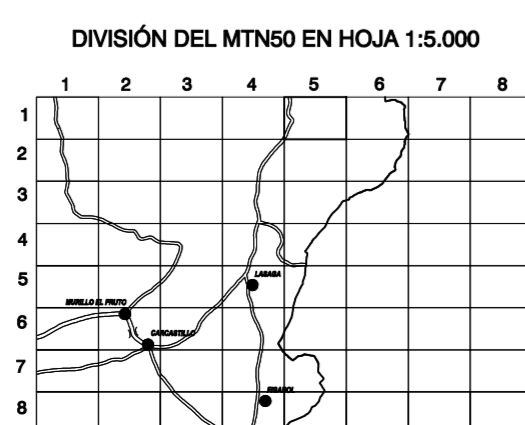 DIVISIÓN DEL MTN50 EN HOJA 1:5.000
1 2 3 4 5 6 7 8
1
2
3
4
5
LASAGA
MURILLO EL FRUTO
6
CARCASTILLO
7
FIGAROL
8